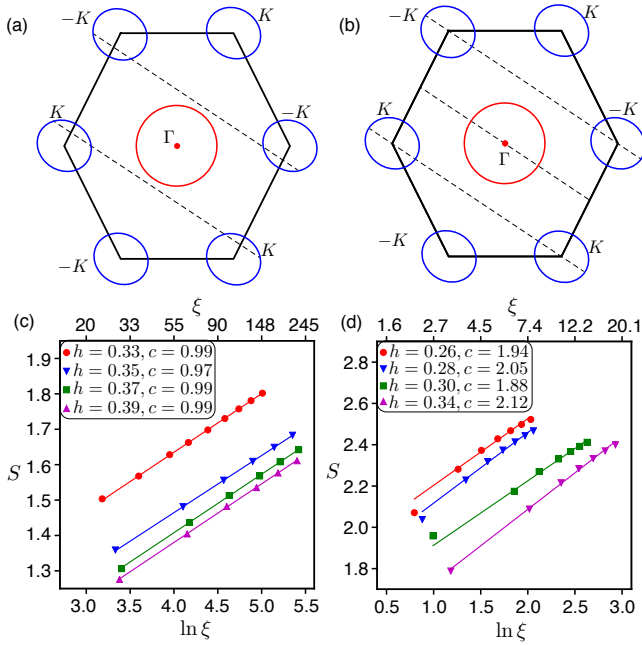 (a)
−K
K
K
−K
Γ
−K
K
(b)
−K
K
K
−K
Γ
−K
K
(c)
ξ
20 33 55 90 148 245
h = 0.33, c = 0.99
h = 0.35, c = 0.97
h = 0.37, c = 0.99
h = 0.39, c = 0.99
S
1.9
1.8
1.7
1.6
1.5
1.4
1.3
3.0 3.5 4.0 4.5 5.0 5.5
ln ξ
(d)
ξ
1.6 2.7 4.5 7.4 12.2 20.1
h = 0.26, c = 1.94
h = 0.28, c = 2.05
h = 0.30, c = 1.88
h = 0.34, c = 2.12
S
2.8
2.6
2.4
2.2
2.0
1.8
0.5 1.0 1.5 2.0 2.5 3.0
ln ξ